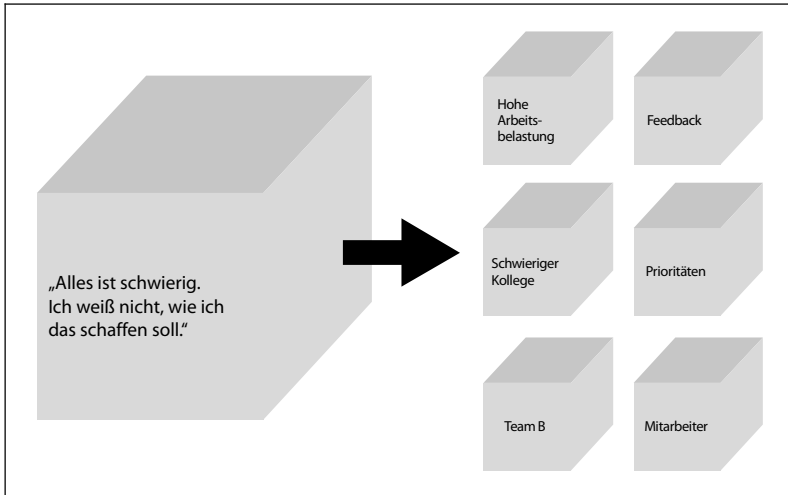 „Alles ist schwierig.
Ich weiß nicht, wie ich
das schaffen soll.“
Hohe
Arbeits-
belastung
Feedback
Schwieriger
Kollege
Prioritäten
Team B
Mitarbeiter